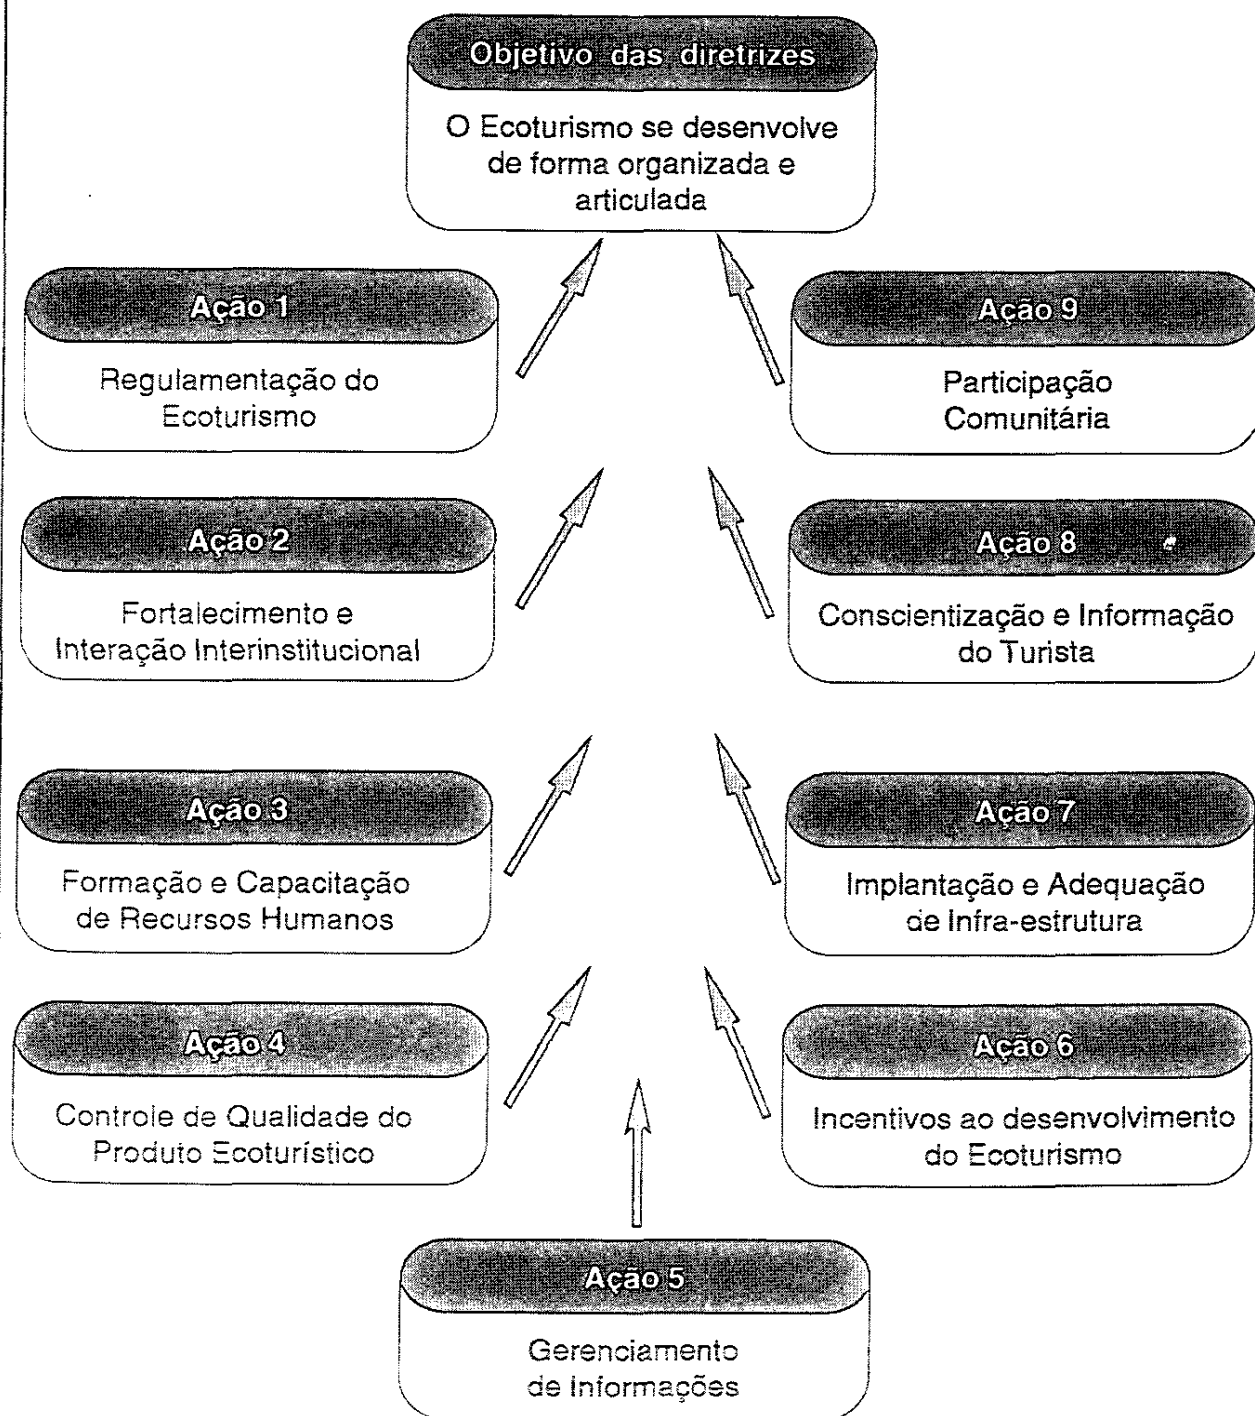 Objetivo das diretrizes
O Ecoturismo se desenvolve
de forma organizada e
articulada
Ação 1
Regulamentação do
Ecoturismo
Ação 2
Fortalecimento e
Interação Interinstitucional
Ação 3
Formação e Capacitação
de Recursos Humanos
Ação 4
Controle de Qualidade do
Produto Ecoturístico
Ação 5
Gerenciamento
de Informações
Ação 6
Incentivos ao desenvolvimento
do Ecoturismo
Ação 7
Implantação e Adequação
de Infra-estrutura
Ação 8
Conscientização e Informação
do Turista
Ação 9
Participação
Comunitária